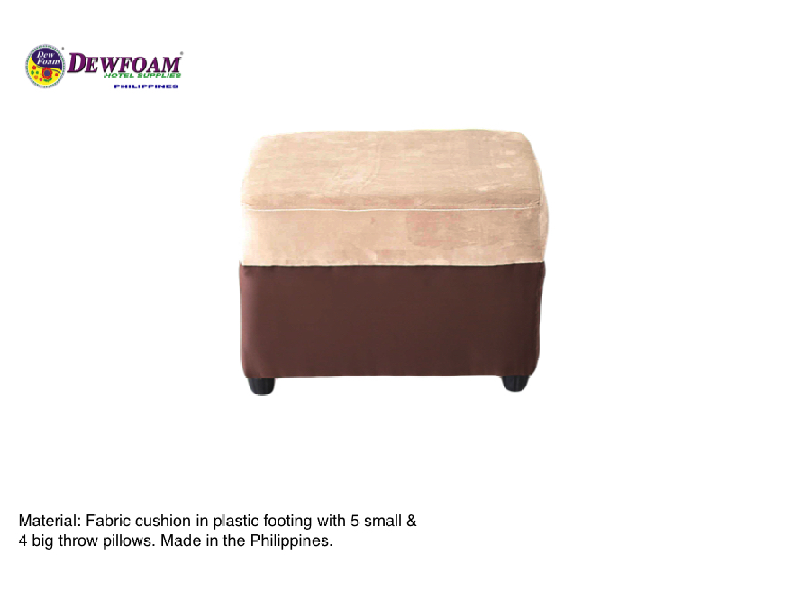 Dew
Foam
DEWFOAM®
HOTEL SUPPLIES
PHILIPPINES
Material: Fabric cushion in plastic footing with 5 small &
4 big throw pillows. Made in the Philippines.